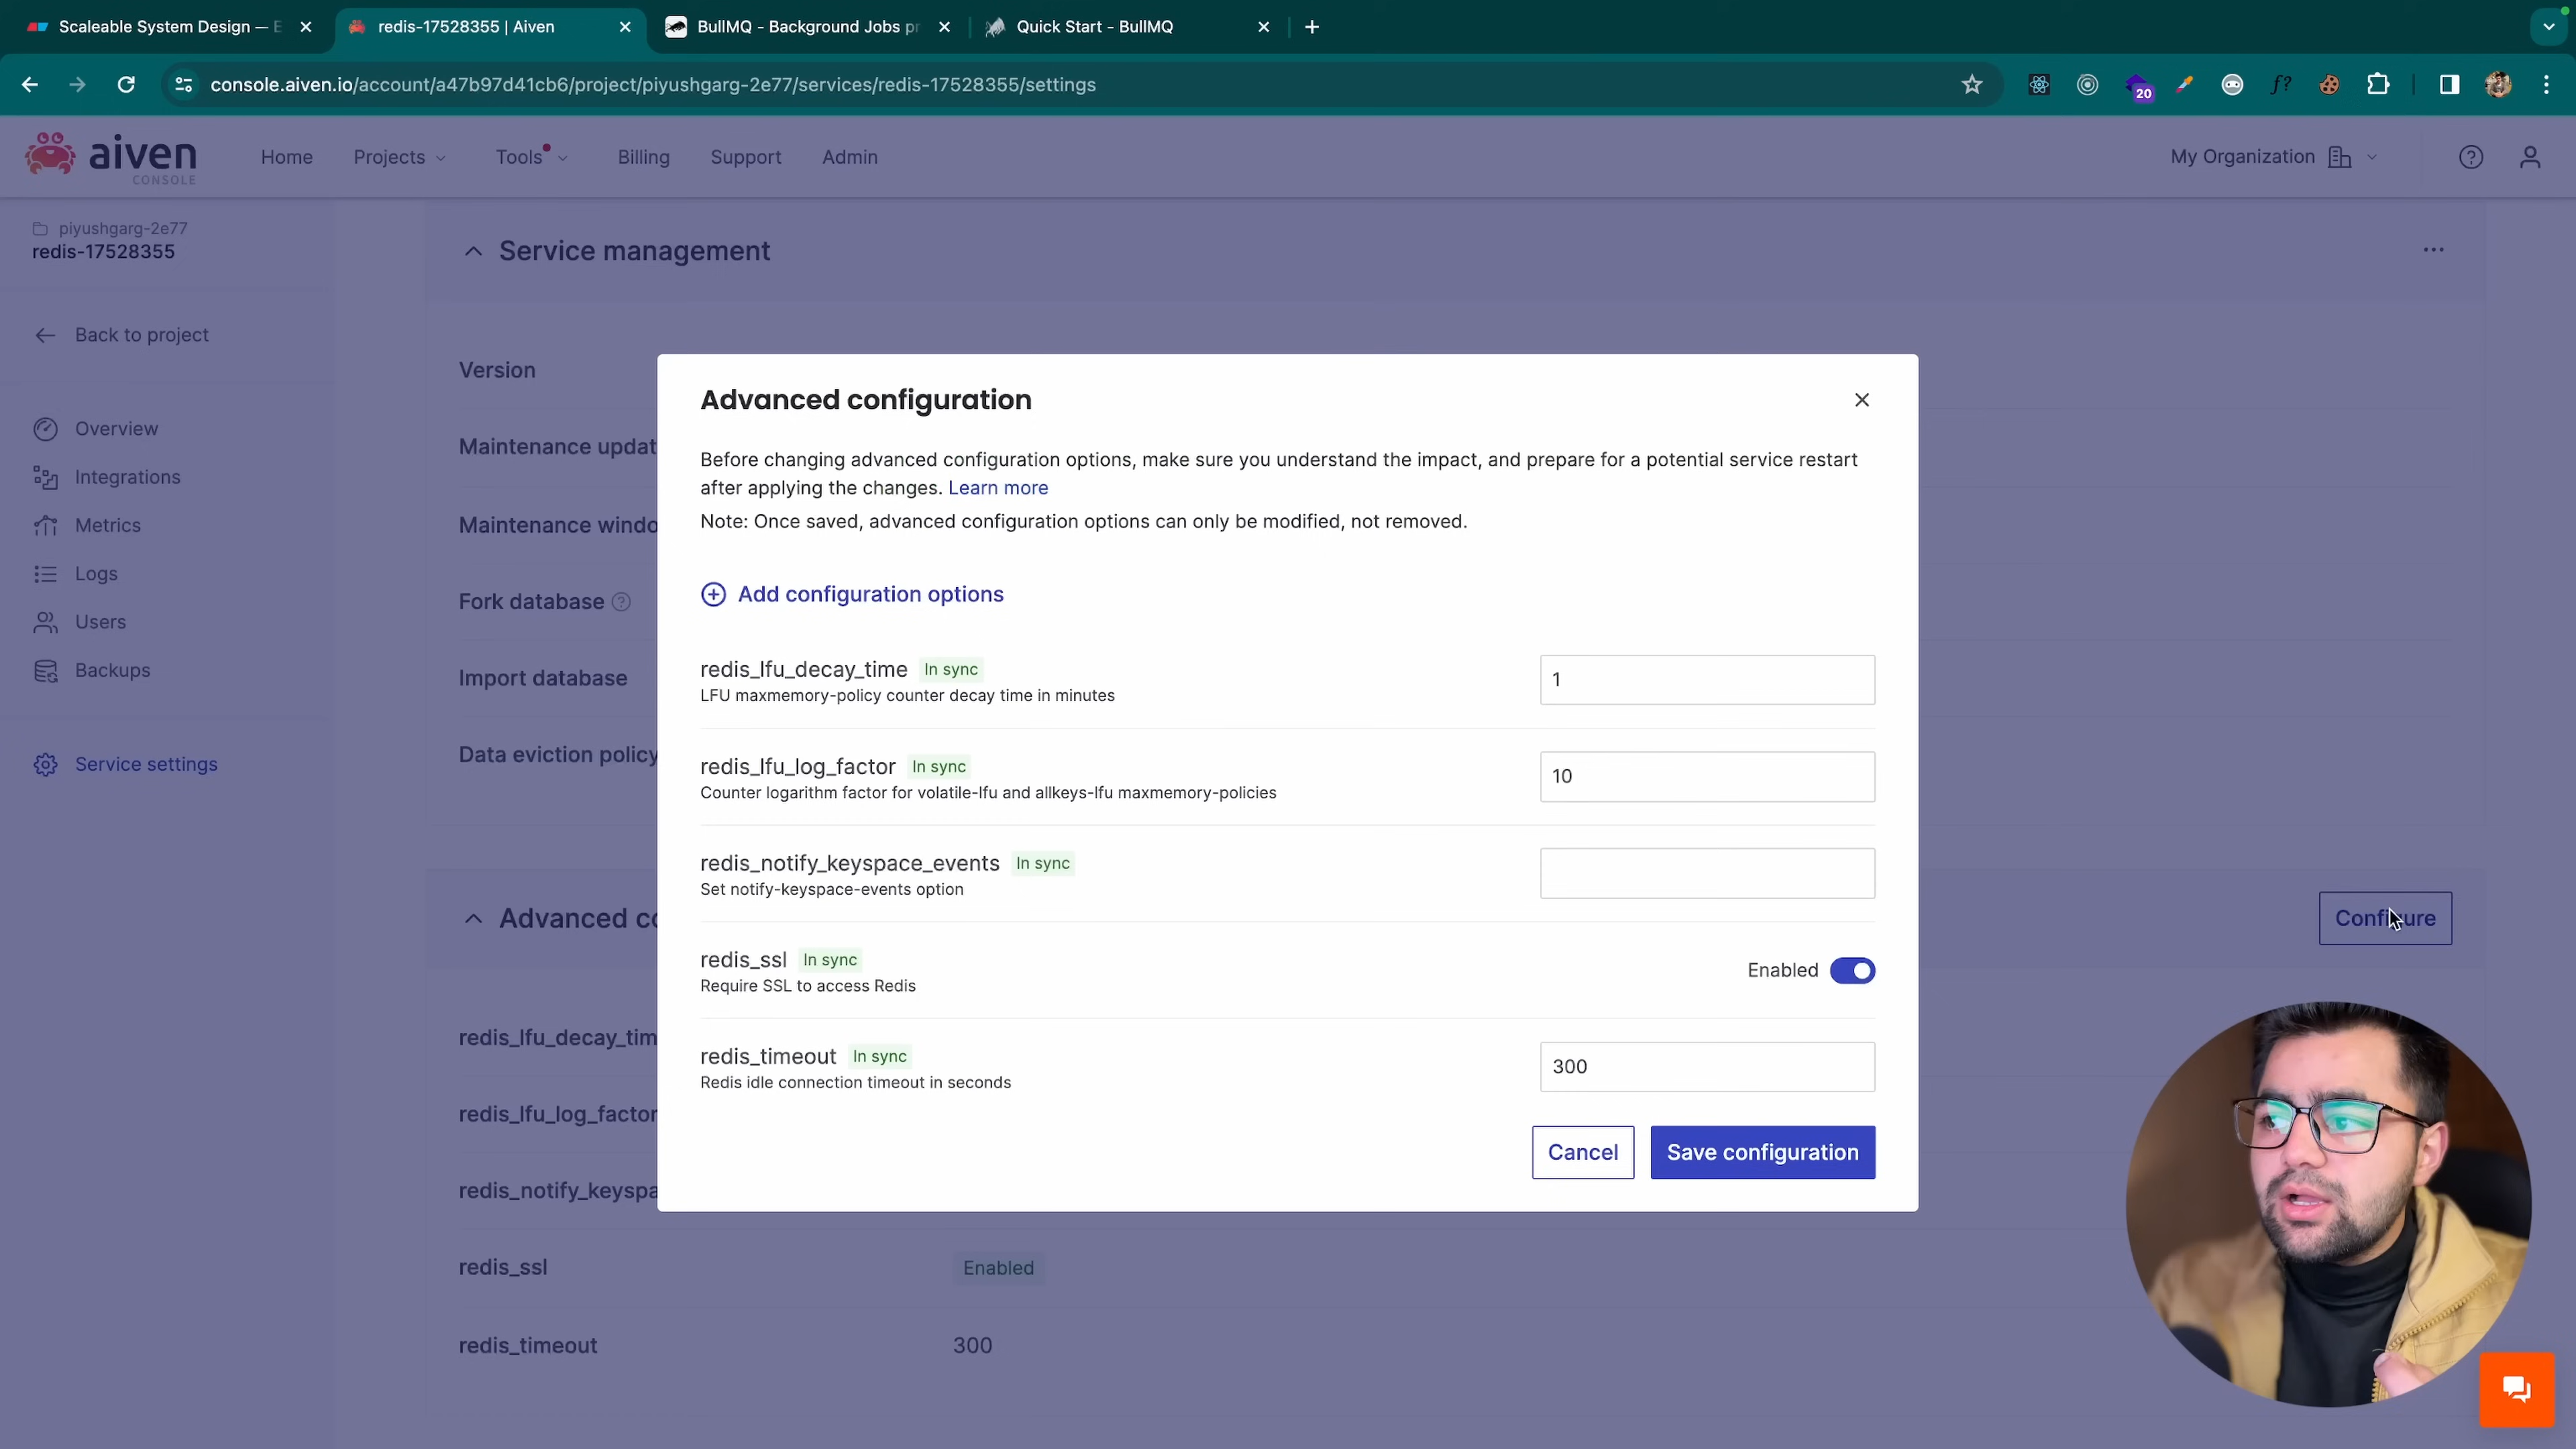 Scaleable System Design — E
redis-17528355 | Aiven
BullMQ - Background Jobs pr
Quick Start - BullMQ
console.aiven.io/account/a47b97d41cb6/project/piyushgarg-2e77/services/redis-17528355/settings
20
f?
aiven
CONSOLE
Home
Projects
Tools
Billing
Support
Admin
My Organization
piyushgarg-2e77
redis-17528355
Back to project
Overview
Integrations
Metrics
Logs
Users
Backups
Service settings
Service management
Version
Maintenance updat
Maintenance windo
Fork database
Import database
Data eviction policy
Advanced co
Configure
redis_lfu_decay_tim
redis_lfu_log_factor
redis_notify_keyspa
redis_ssl
Enabled
redis_timeout
300
Advanced configuration
Before changing advanced configuration options, make sure you understand the impact, and prepare for a potential service restart
after applying the changes. Learn more
Note: Once saved, advanced configuration options can only be modified, not removed.
Add configuration options
redis_lfu_decay_time In sync
LFU maxmemory-policy counter decay time in minutes
1
redis_lfu_log_factor In sync
Counter logarithm factor for volatile-lfu and allkeys-lfu maxmemory-policies
10
redis_notify_keyspace_events In sync
Set notify-keyspace-events option
redis_ssl In sync
Require SSL to access Redis
Enabled
redis_timeout In sync
Redis idle connection timeout in seconds
300
Cancel
Save configuration